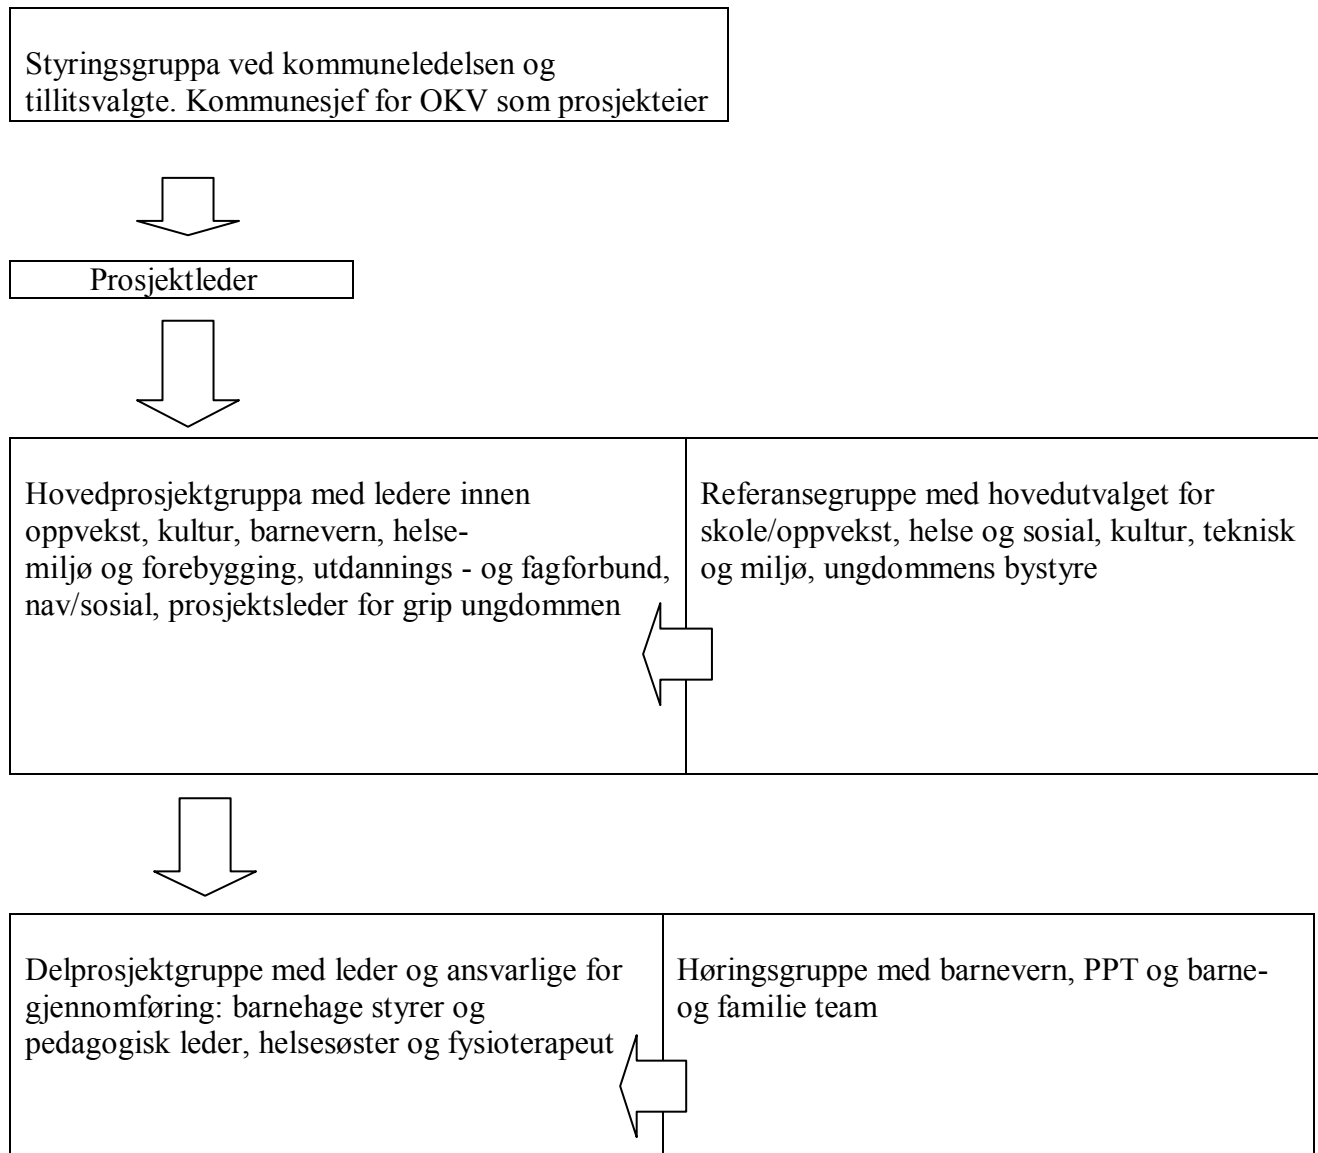 Styringsgruppa ved kommuneledelsen og
tillitsvalgte. Kommunesjef for OKV som prosjekteier
Prosjektleder
Hovedprosjektgruppa med ledere innen
oppvekst, kultur, barnevern, helse-
miljø og forebygging, utdannings - og fagforbund,
nav/sosial, prosjektsleder for grip ungdommen
Referansegruppe med hovedutvalget for
skole/oppvekst, helse og sosial, kultur, teknisk
og miljø, ungdommens bystyre
Delprosjektgruppe med leder og ansvarlige for
gjennomføring: barnehage styrer og
pedagogisk leder, helsesøster og fysioterapeut
Høringsgruppe med barnevern, PPT og barne-
og familie team